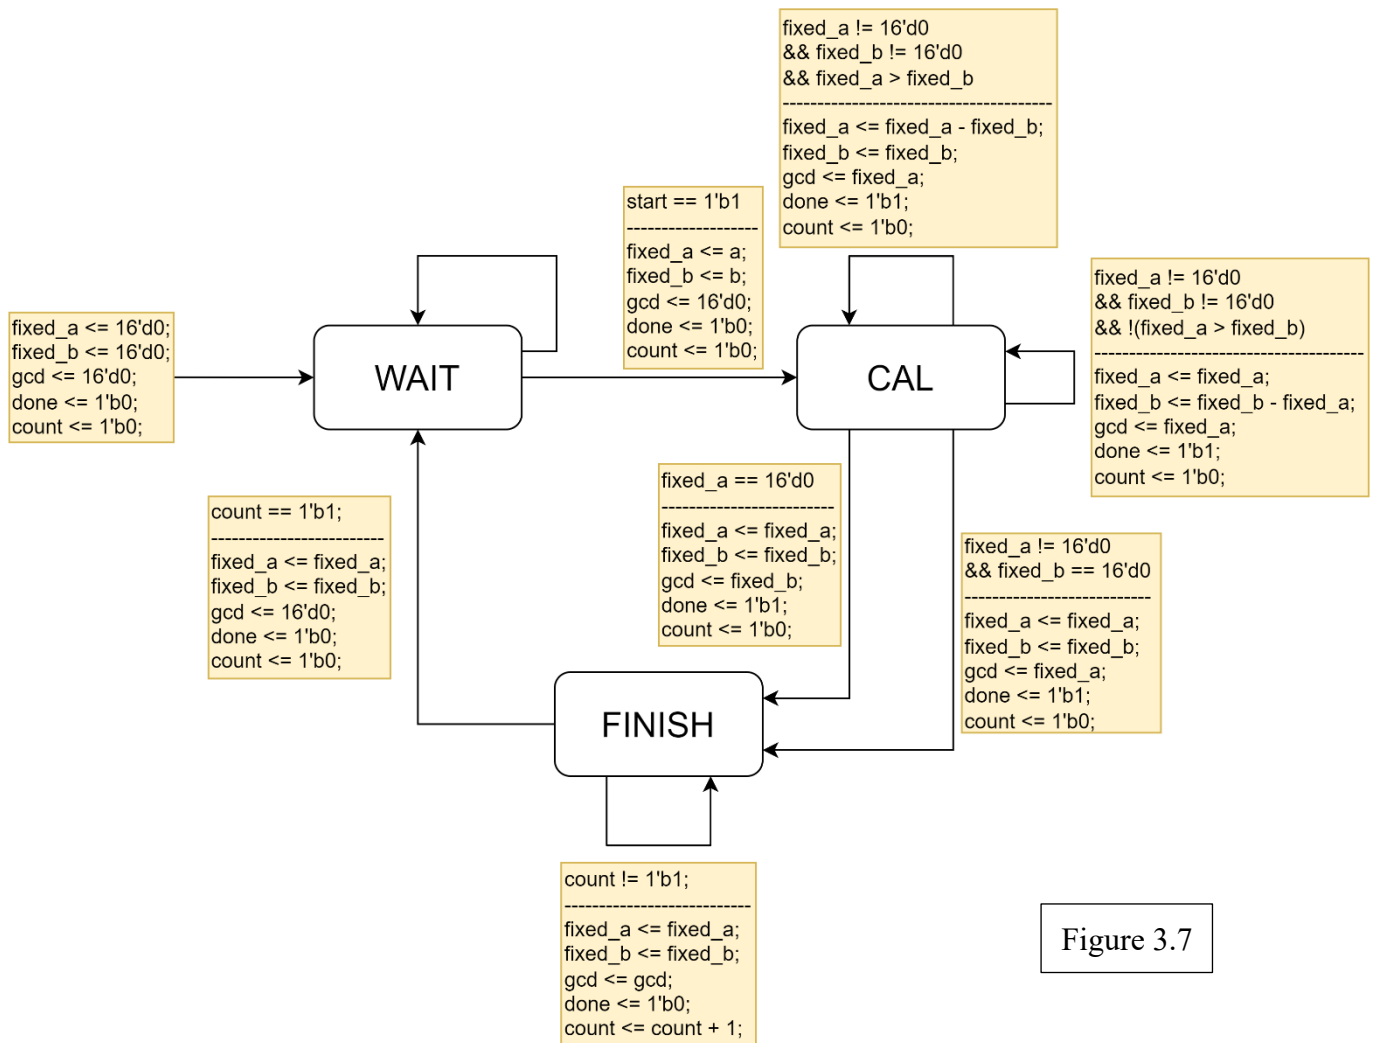 fixed_a != 16'd0
&& fixed_b != 16'd0
&& fixed_a > fixed_b
---------------------------------------
fixed_a <= fixed_a - fixed_b;
fixed_b <= fixed_b;
gcd <= fixed_a;
done <= 1'b1;
count <= 1'b0;
start == 1'b1
-------------------
fixed_a <= a;
fixed_b <= b;
gcd <= 16'd0;
done <= 1'b0;
count <= 1'b0;
fixed_a != 16'd0
&& fixed_b != 16'd0
&& !(fixed_a > fixed_b)
---------------------------------------
fixed_a <= fixed_a;
fixed_b <= fixed_b - fixed_a;
gcd <= fixed_a;
done <= 1'b1;
count <= 1'b0;
fixed_a <= 16'd0;
fixed_b <= 16'd0;
gcd <= 16'd0;
done <= 1'b0;
count <= 1'b0;
WAIT
CAL
count == 1'b1;
-------------------------
fixed_a <= fixed_a;
fixed_b <= fixed_b;
gcd <= 16'd0;
done <= 1'b0;
count <= 1'b0;
fixed_a == 16'd0
-------------------------
fixed_a <= fixed_a;
fixed_b <= fixed_b;
gcd <= fixed_b;
done <= 1'b1;
count <= 1'b0;
fixed_a != 16'd0
&& fixed_b == 16'd0
---------------------------
fixed_a <= fixed_a;
fixed_b <= fixed_b;
gcd <= fixed_a;
done <= 1'b1;
count <= 1'b0;
FINISH
count != 1'b1;
---------------------------
fixed_a <= fixed_a;
fixed_b <= fixed_b;
gcd <= gcd;
done <= 1'b0;
count <= count + 1;
Figure 3.7